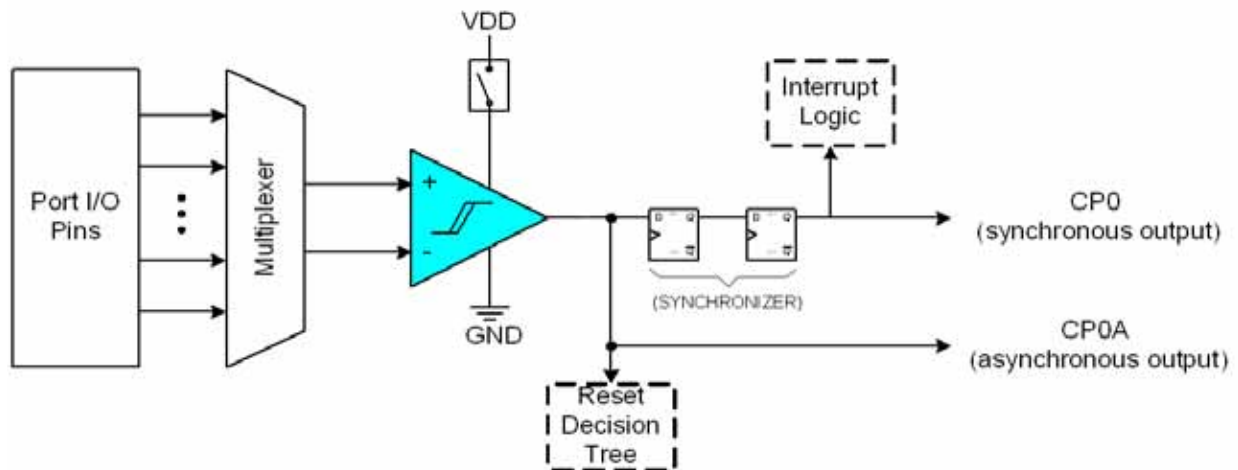 VDD
Port I/O
Pins
Multiplexer
+
-
GND
D
Q
D
Q
(SYNCHRONIZER)
Interrupt
Logic
CP0
(synchronous output)
CP0A
(asynchronous output)
Reset
Decision
Tree